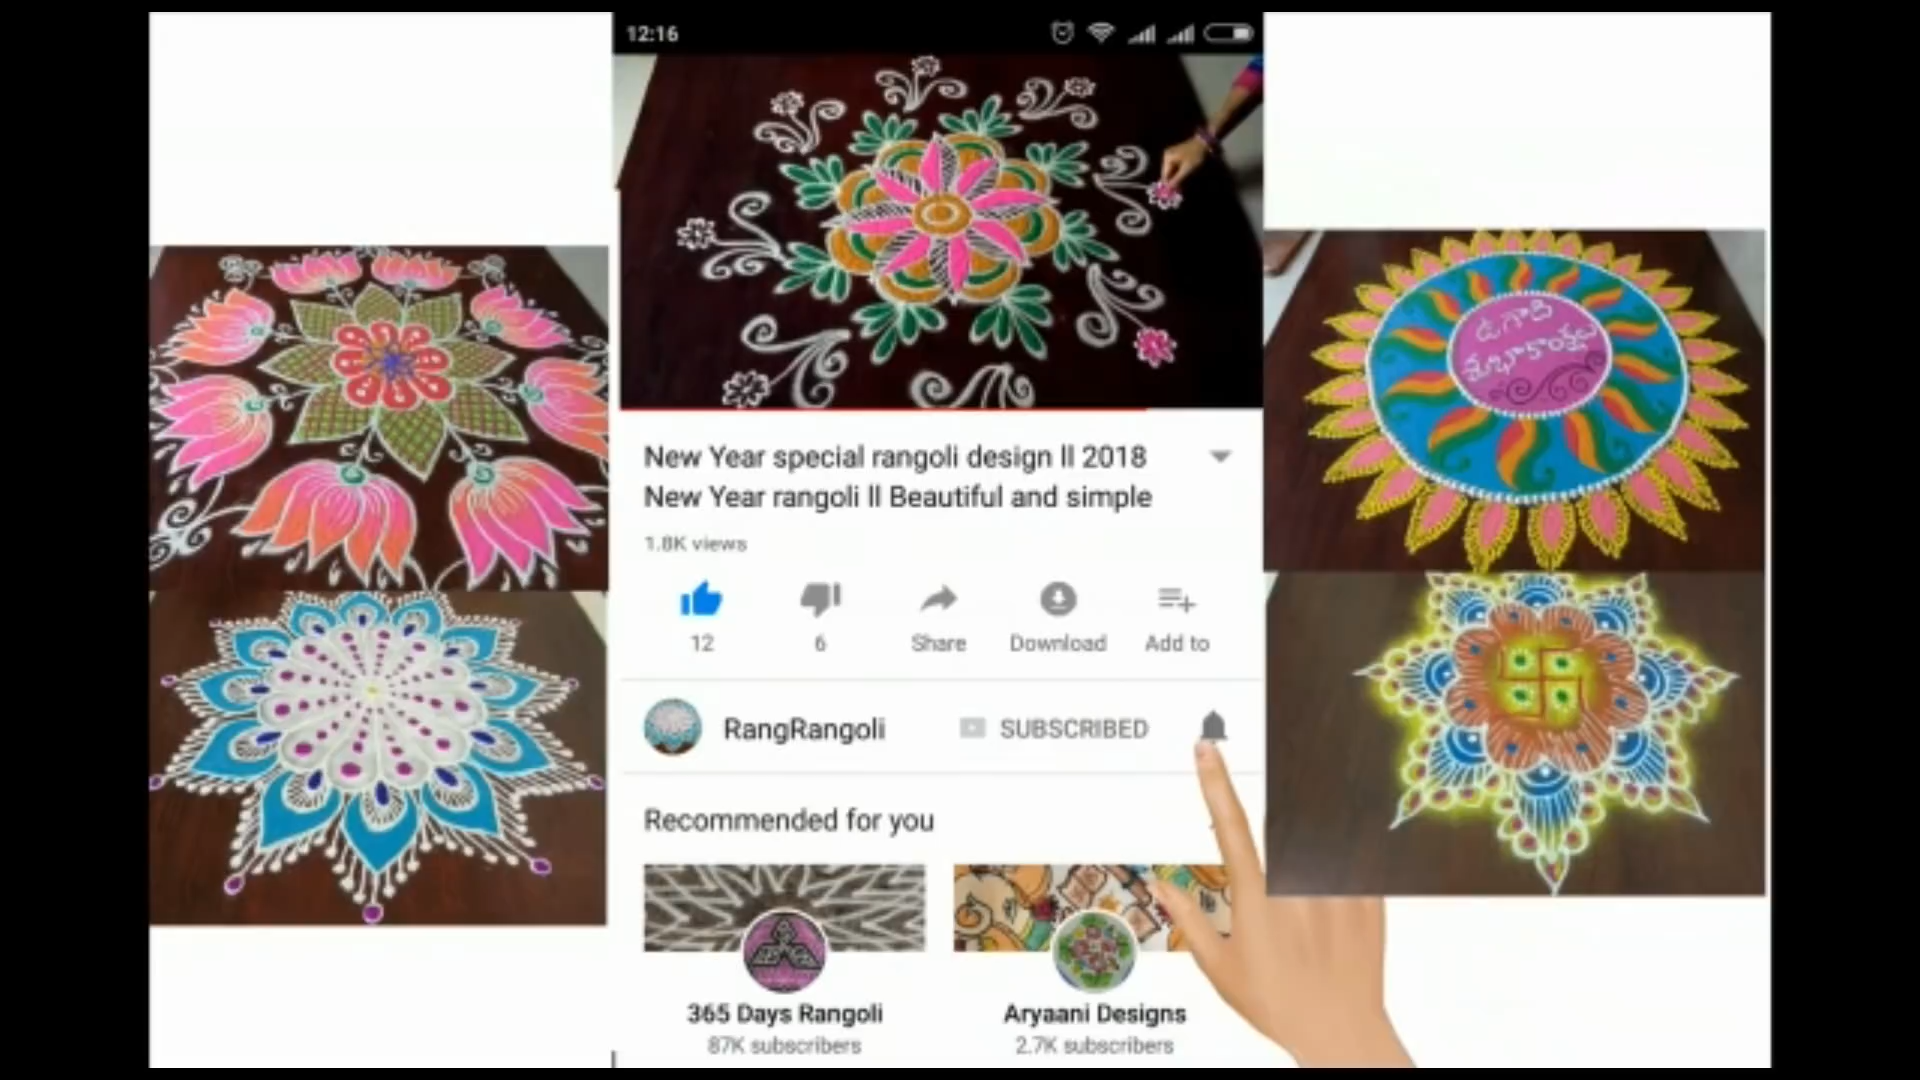 12:16
ఉగాది
శుభాకాంక్షలు
New Year special rangoli design ll 2018
New Year rangoli ll Beautiful and simple
1.8K views
12
6
Share
Download
Add to
RangRangoli
SUBSCRIBED
Recommended for you
365 Days Rangoli
87K subscribers
Aryaani Designs
2.7K subscribers